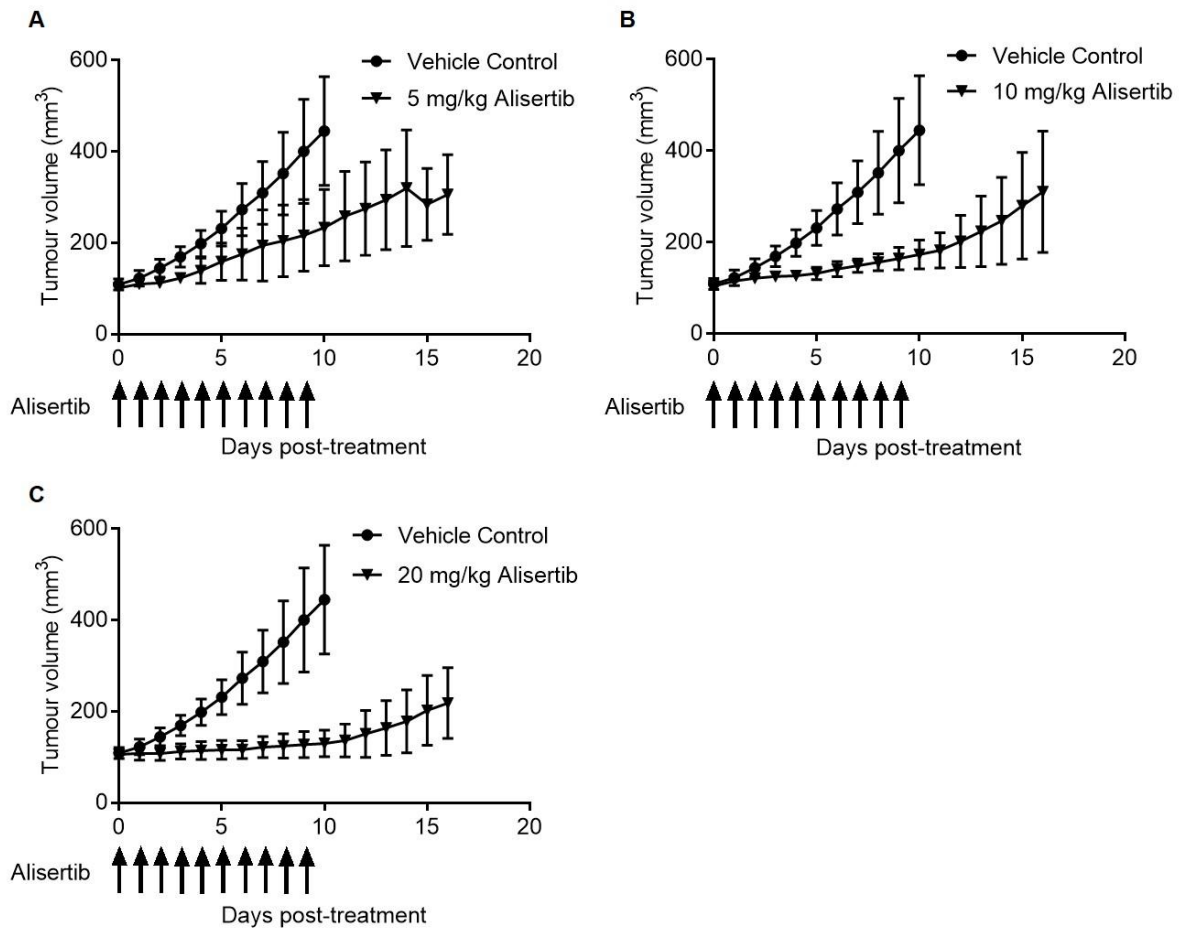 A
Tumour volume (mm³)
600
400
200
0
Vehicle Control
5 mg/kg Alisertib
0 5 10 15 20
Alisertib
Days post-treatment
B
Tumour volume (mm³)
600
400
200
0
Vehicle Control
10 mg/kg Alisertib
0 5 10 15 20
Alisertib
Days post-treatment
C
Tumour volume (mm³)
600
400
200
0
Vehicle Control
20 mg/kg Alisertib
0 5 10 15 20
Alisertib
Days post-treatment